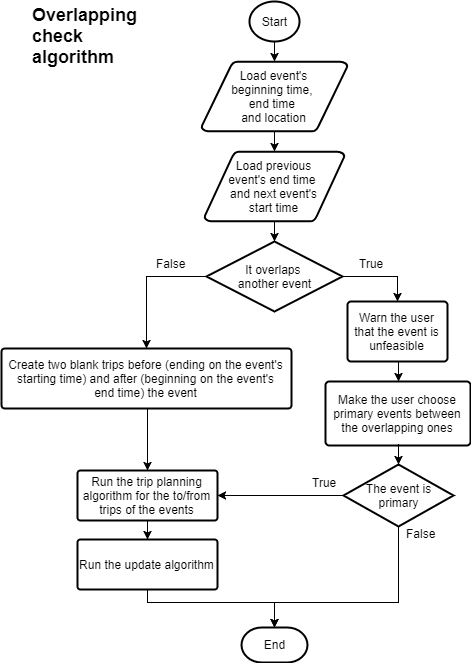 Overlapping
check
algorithm
Start
Load event's
beginning time,
end time
and location
Load previous
event's end time
and next event's
start time
It overlaps
another event
False
True
Warn the user
that the event is
unfeasible
Create two blank trips before (ending on the event's
starting time) and after (beginning on the event's
end time) the event
Make the user choose
primary events between
the overlapping ones
The event is
primary
True
False
Run the trip planning
algorithm for the to/from
trips of the events
Run the update algorithm
End